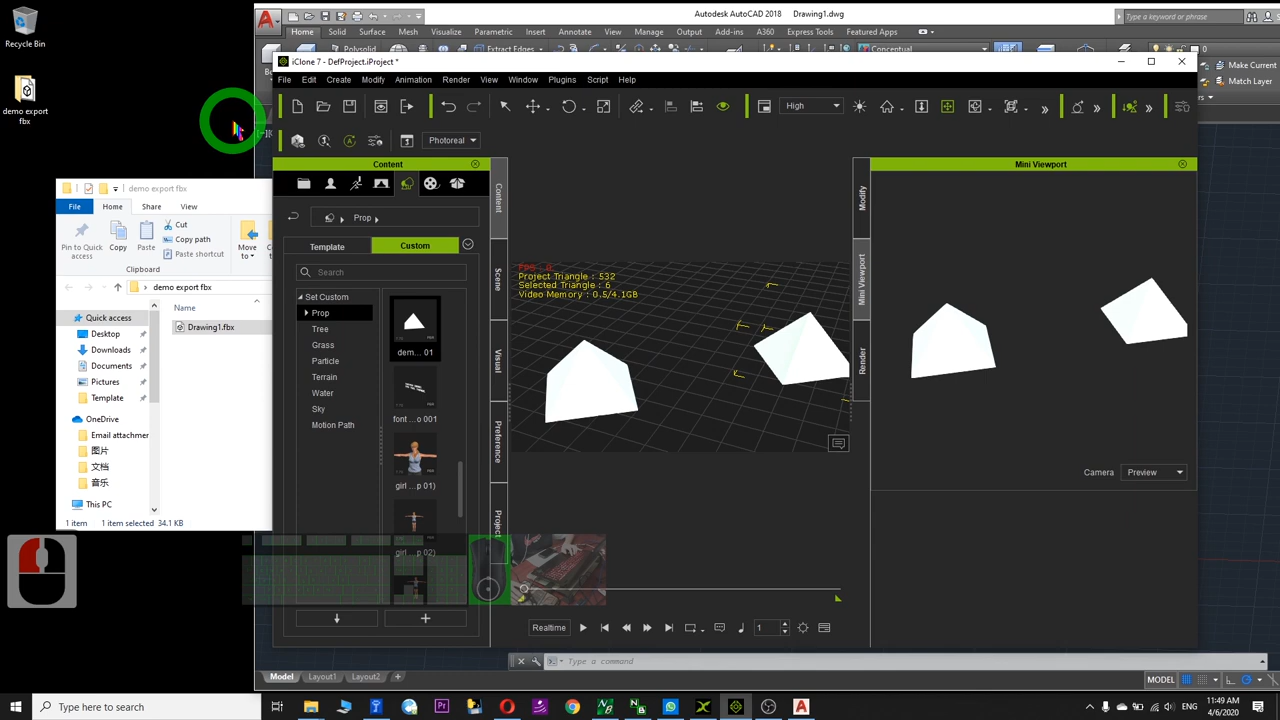 Recycle Bin
demo export
fbx
Autodesk AutoCAD 2018 Drawing1.dwg
Type a keyword or phrase
Home Solid Surface Mesh Visualize Parametric Insert Annotate View Manage Output Add-ins A360 Express Tools Featured Apps
Polysolid Extract Edges Conceptual 0
Make Current
Match Layer
iClone 7 - DefProject.iProject *
File Edit Create Modify Animation Render View Window Plugins Script Help
High
Photoreal
Content
Mini Viewport
Prop
Template
Custom
Search
Set Custom
Prop
Tree
Grass
Particle
Terrain
Water
Sky
Motion Path
dem... 01
font ...o 001
girl ...p 01)
girl ...p 02)
Content
Scene
Visual
Preference
Project
Project Triangle : 532
Selected Triangle : 6
Video Memory : 0.5/4.1GB
Modify
Mini Viewport
Render
Camera Preview
Realtime
1
demo export fbx
File Home Share View
Pin to Quick
access
Copy
Paste
Cut
Copy path
Paste shortcut
Move
to
Clipboard
demo export fbx
Name
Quick access
Desktop
Downloads
Documents
Pictures
Template
OneDrive
Email attachmer
图片
文档
音乐
This PC
Drawing1.fbx
1 item 1 item selected 34.1 KB
Type a command
Model Layout1 Layout2 +
MODEL
Type here to search
ENG
11:49 AM
4/6/2020